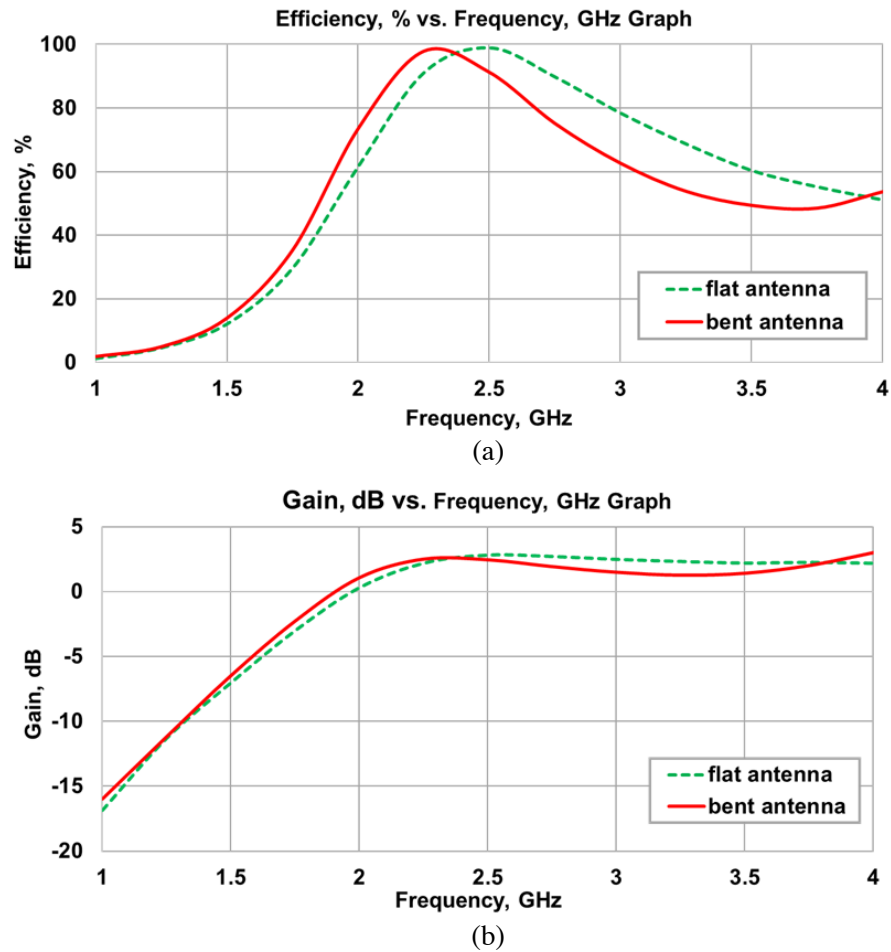 Efficiency, % vs. Frequency, GHz Graph
100
80
60
40
20
0
Efficiency, %
flat antenna
bent antenna
1 1.5 2 2.5 3 3.5 4
Frequency, GHz
(a)
Gain, dB vs. Frequency, GHz Graph
5
0
-5
-10
-15
-20
Gain, dB
flat antenna
bent antenna
1 1.5 2 2.5 3 3.5 4
Frequency, GHz
(b)